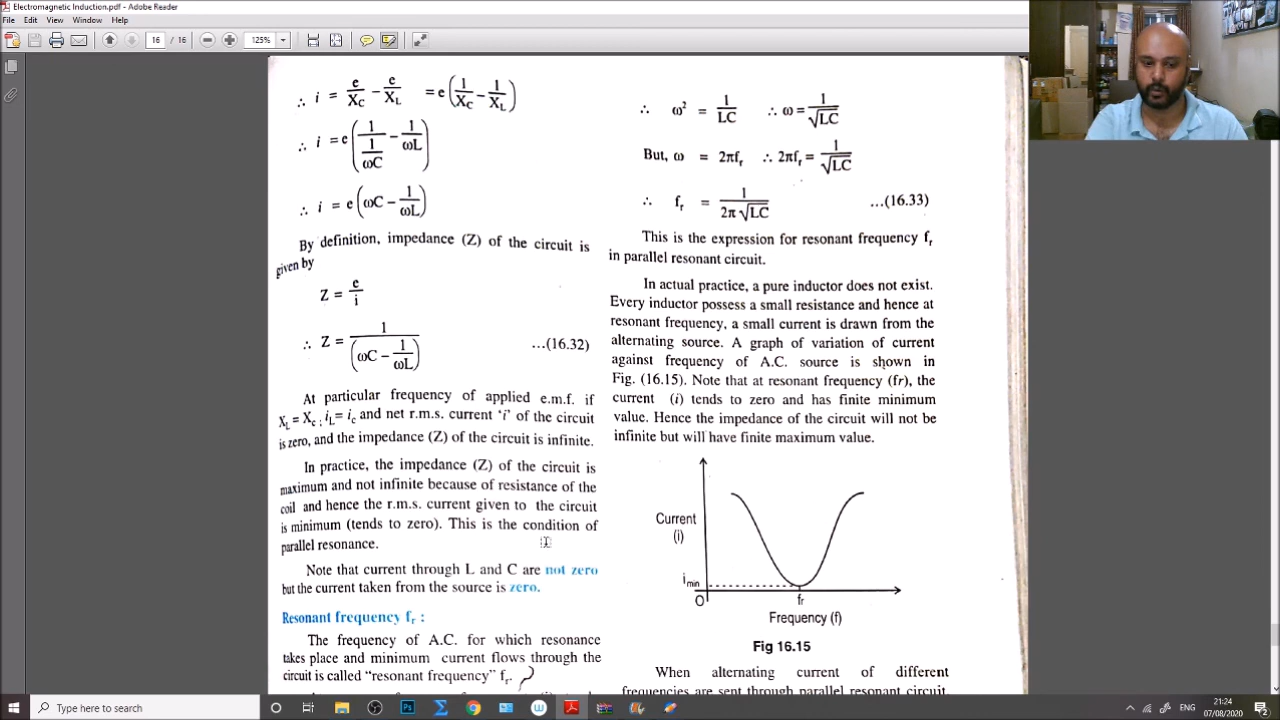 Electromagnetic Induction.pdf - Adobe Reader
File Edit View Window Help
16 / 16 125%
∴ i = e/X_C - e/X_L = e(1/X_C - 1/X_L)
∴ i = e(1/(1/ωC) - 1/ωL)
∴ i = e(ωC - 1/ωL)
By definition, impedance (Z) of the circuit is
given by
Z = e/i
∴ Z = 1/(ωC - 1/ωL) ...(16.32)
At particular frequency of applied e.m.f. if
X_L = X_c ; i_L = i_c and net r.m.s. current 'i' of the circuit
is zero, and the impedance (Z) of the circuit is infinite.
In practice, the impedance (Z) of the circuit is
maximum and not infinite because of resistance of the
coil and hence the r.m.s. current given to the circuit
is minimum (tends to zero). This is the condition of
parallel resonance.
Note that current through L and C are not zero
but the current taken from the source is zero.
Resonant frequency f_r :
The frequency of A.C. for which resonance
takes place and minimum current flows through the
circuit is called "resonant frequency" f_r.
∴ ω² = 1/LC ∴ ω = 1/√LC
But, ω = 2πf_r ∴ 2πf_r = 1/√LC
∴ f_r = 1/2π√LC ...(16.33)
This is the expression for resonant frequency f_r
in parallel resonant circuit.
In actual practice, a pure inductor does not exist.
Every inductor possess a small resistance and hence at
resonant frequency, a small current is drawn from the
alternating source. A graph of variation of current
against frequency of A.C. source is shown in
Fig. (16.15). Note that at resonant frequency (fr), the
current (i) tends to zero and has finite minimum
value. Hence the impedance of the circuit will not be
infinite but will have finite maximum value.
Current
(i)
i_min
O fr
Frequency (f)
Fig 16.15
When alternating current of different
frequencies are sent through parallel resonant circuit,
Type here to search
21:24
07/08/2020